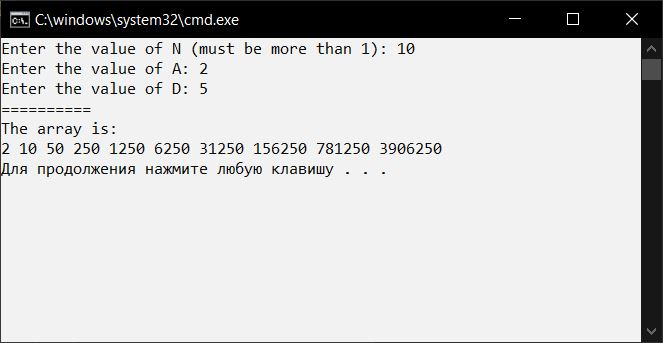 C:\windows\system32\cmd.exe
Enter the value of N (must be more than 1): 10
Enter the value of A: 2
Enter the value of D: 5
==========
The array is:
2 10 50 250 1250 6250 31250 156250 781250 3906250
Для продолжения нажмите любую клавишу . . .